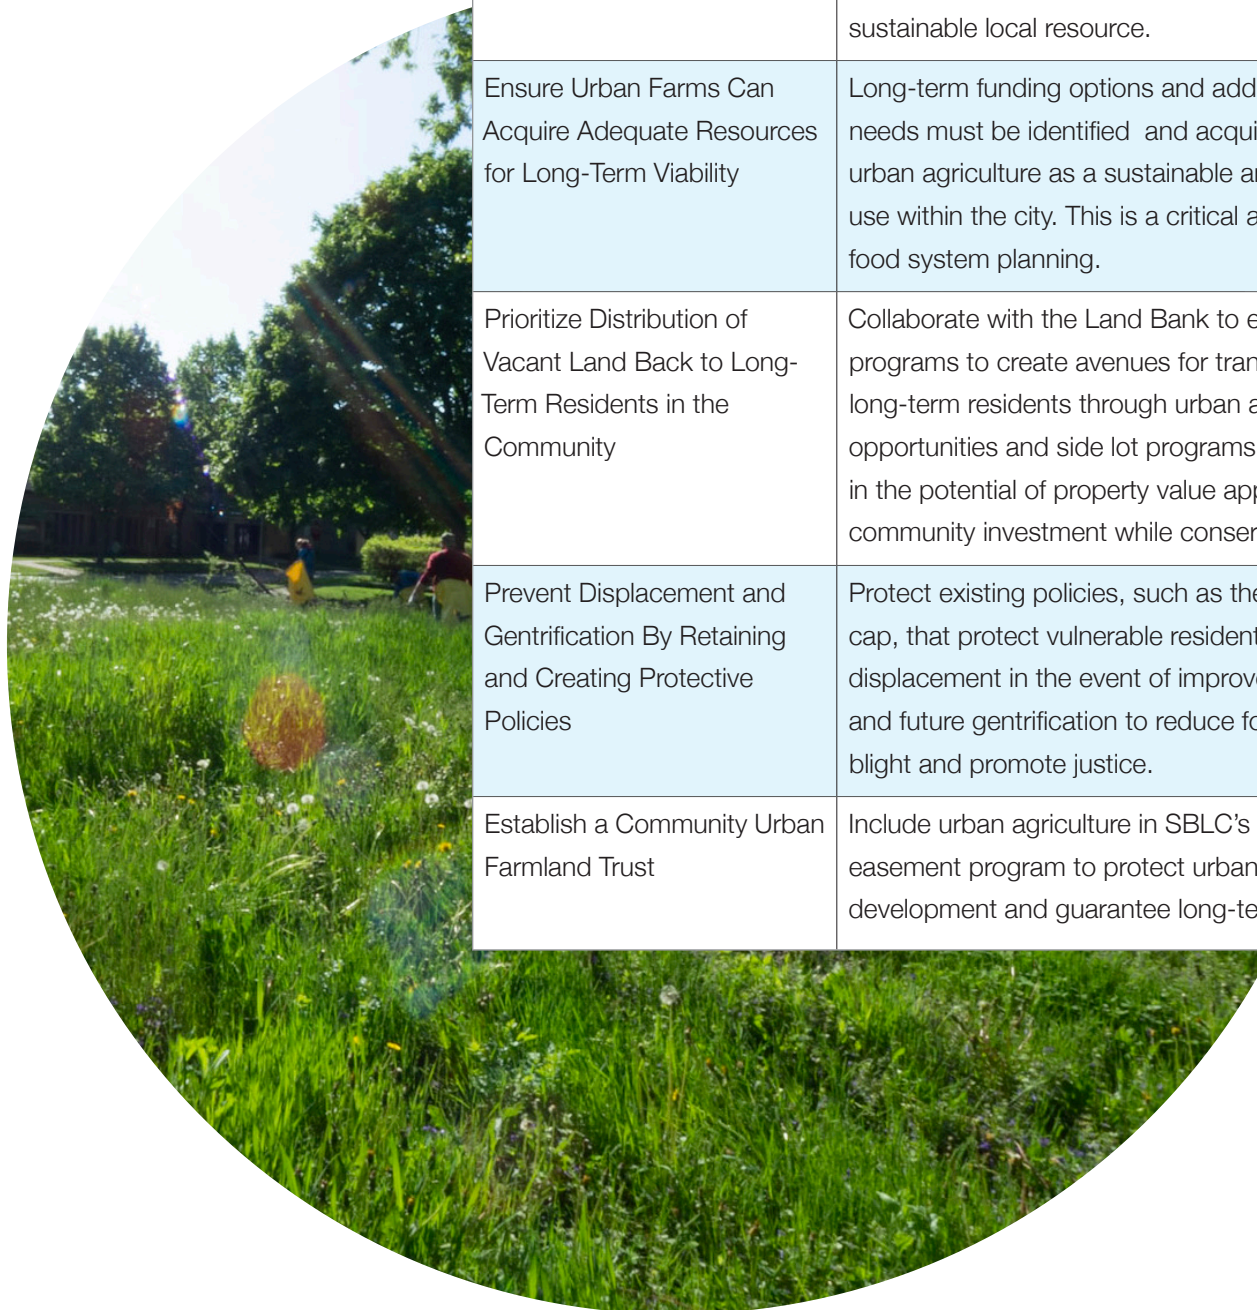 sustainable local resource.
Ensure Urban Farms Can
Acquire Adequate Resources
for Long-Term Viability
Long-term funding options and add
needs must be identified  and acqui
urban agriculture as a sustainable a
use within the city. This is a critical a
food system planning.
Prioritize Distribution of
Vacant Land Back to Long-
Term Residents in the
Community
Collaborate with the Land Bank to e
programs to create avenues for tran
long-term residents through urban a
opportunities and side lot programs
in the potential of property value app
community investment while conser
Prevent Displacement and
Gentrification By Retaining
and Creating Protective
Policies
Protect existing policies, such as the
cap, that protect vulnerable resident
displacement in the event of improve
and future gentrification to reduce fo
blight and promote justice.
Establish a Community Urban
Farmland Trust
Include urban agriculture in SBLC’s
easement program to protect urban
development and guarantee long-te